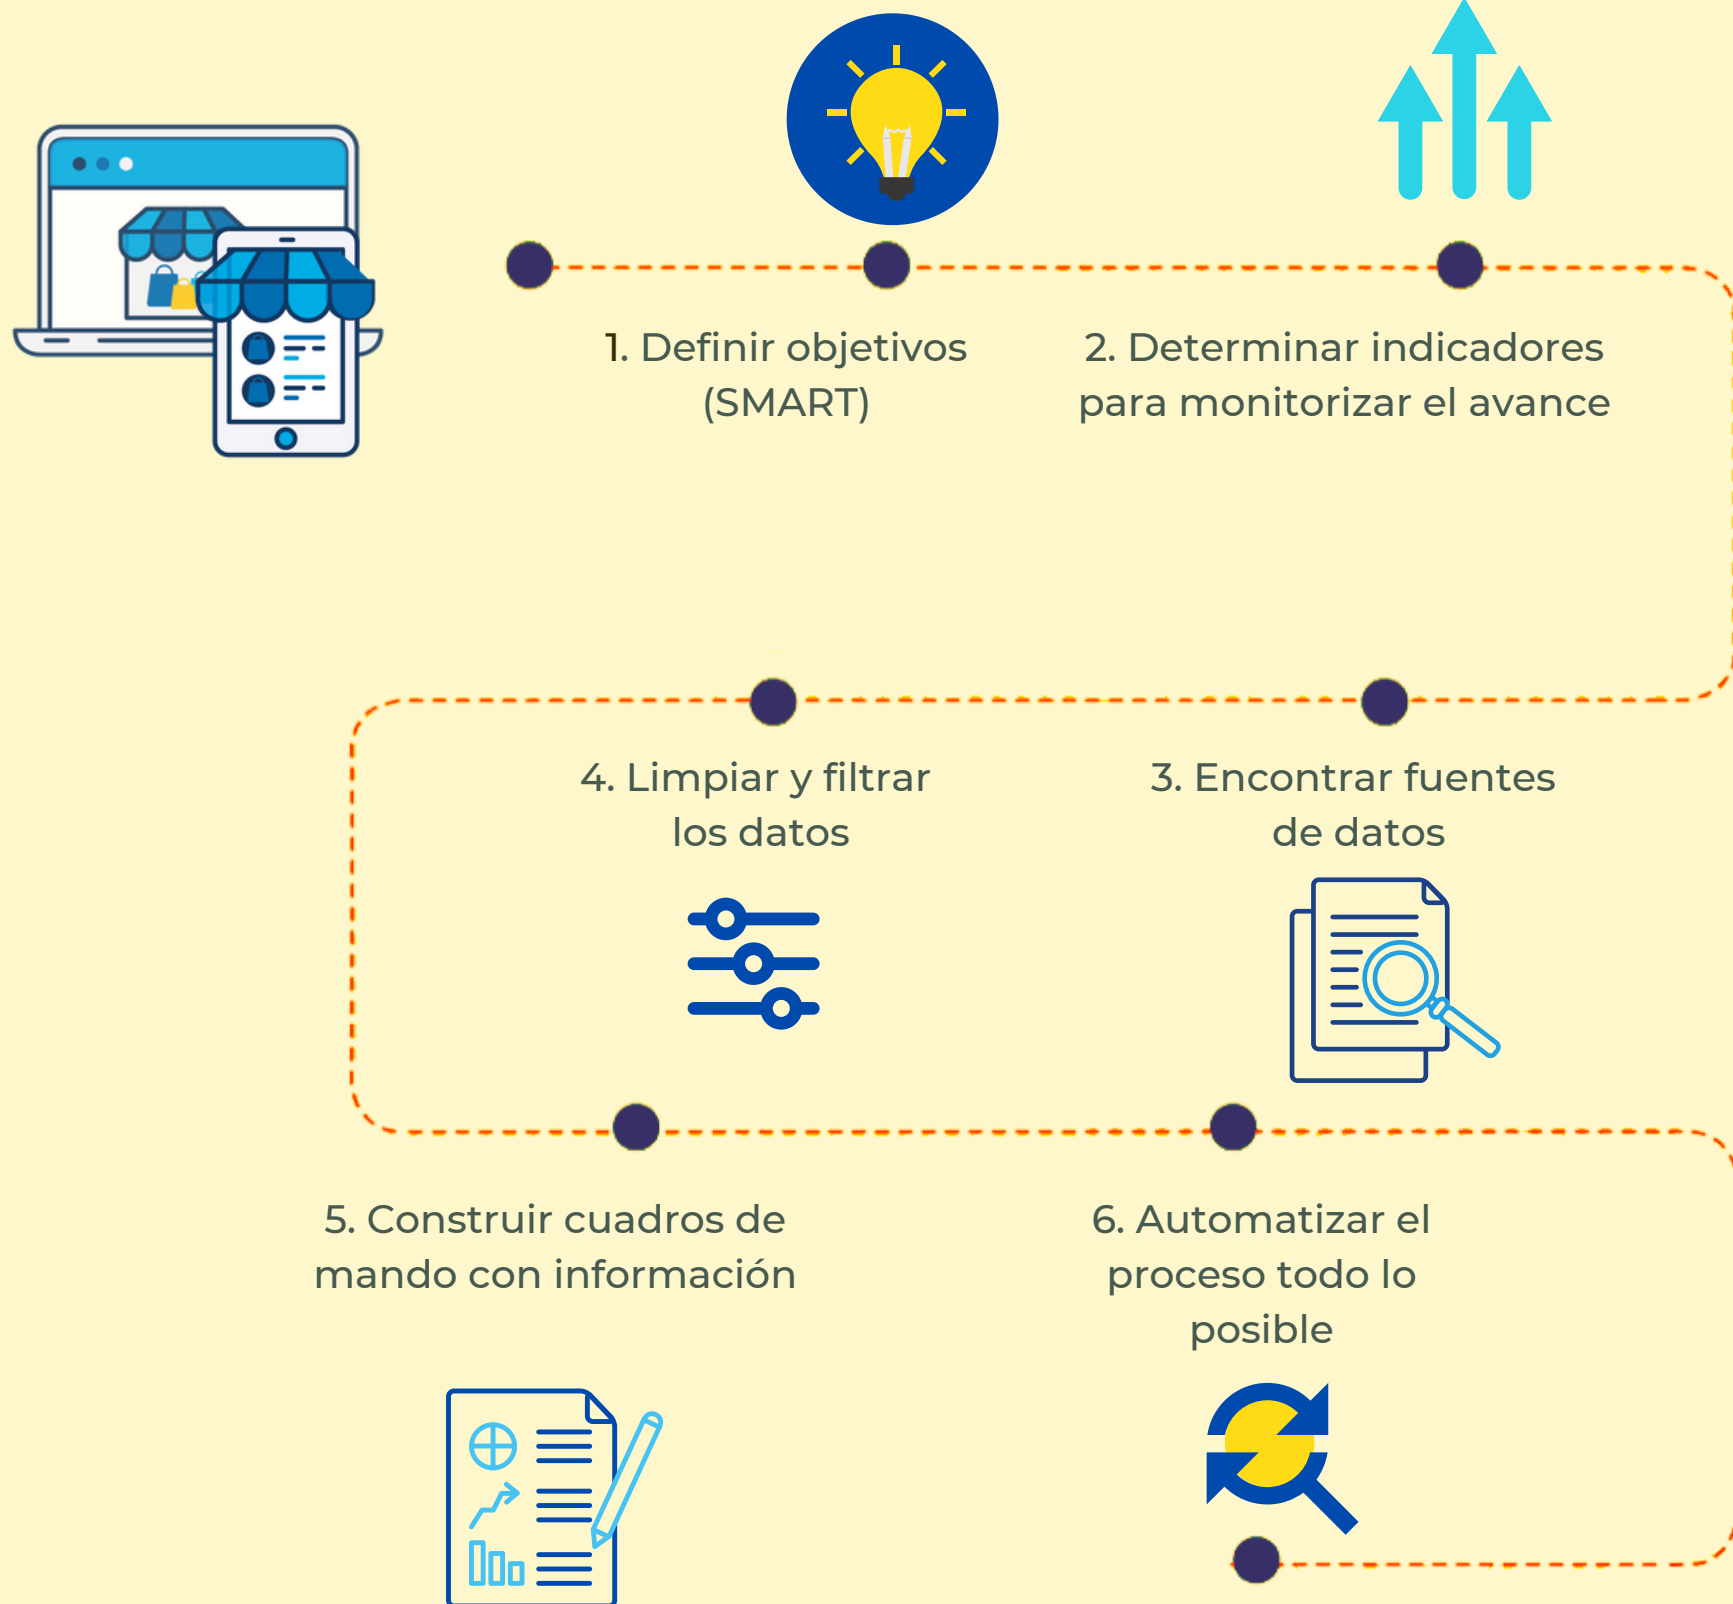 1. Definir objetivos
(SMART)
2. Determinar indicadores
para monitorizar el avance
3. Encontrar fuentes
de datos
4. Limpiar y filtrar
los datos
5. Construir cuadros de
mando con información
6. Automatizar el
proceso todo lo
posible